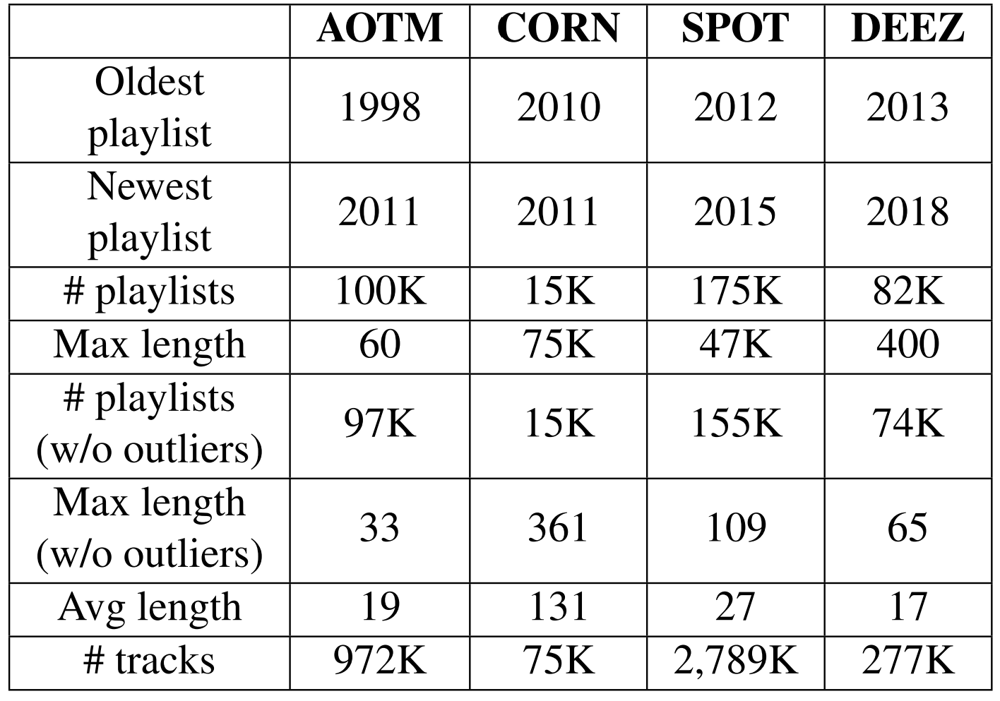 AOTM CORN SPOT DEEZ
Oldest
playlist 1998 2010 2012 2013
Newest
playlist 2011 2011 2015 2018
# playlists 100K 15K 175K 82K
Max length 60 75K 47K 400
# playlists
(w/o outliers) 97K 15K 155K 74K
Max length
(w/o outliers) 33 361 109 65
Avg length 19 131 27 17
# tracks 972K 75K 2,789K 277K